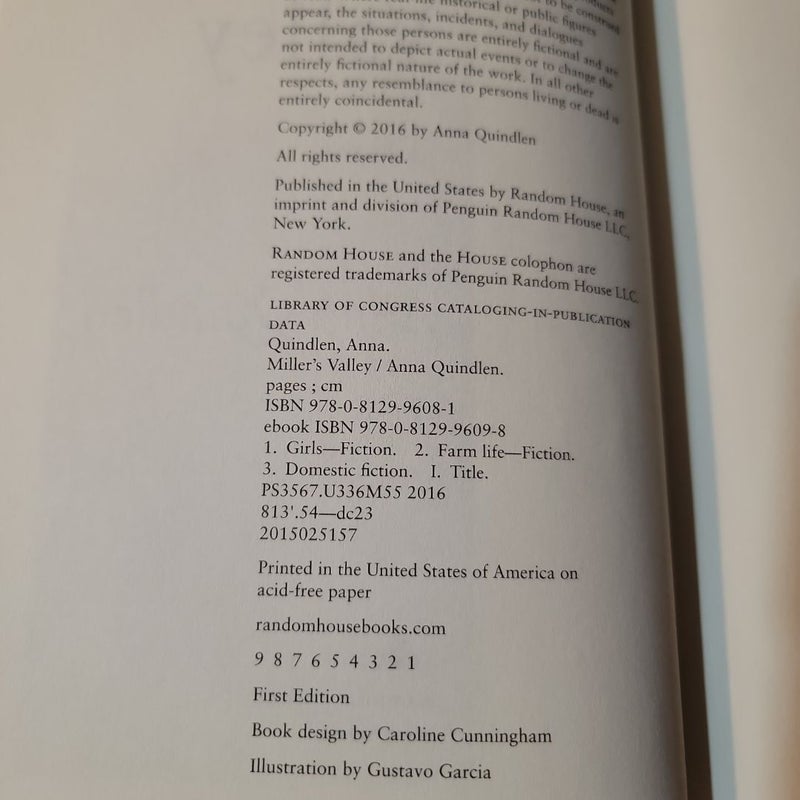 historical or public figures
appear, the situations, incidents, and dialogues
concerning those persons are entirely fictional and are
not intended to depict actual events or to change the
entirely fictional nature of the work. In all other
respects, any resemblance to persons living or dead is
entirely coincidental.
Copyright © 2016 by Anna Quindlen
All rights reserved.
Published in the United States by Random House, an
imprint and division of Penguin Random House LLC,
New York.
RANDOM HOUSE and the HOUSE colophon are
registered trademarks of Penguin Random House LLC.
LIBRARY OF CONGRESS CATALOGING-IN-PUBLICATION
DATA
Quindlen, Anna.
Miller's Valley / Anna Quindlen.
pages ; cm
ISBN 978-0-8129-9608-1
ebook ISBN 978-0-8129-9609-8
1. Girls—Fiction. 2. Farm life—Fiction.
3. Domestic fiction. I. Title.
PS3567.U336M55 2016
813'.54—dc23
2015025157
Printed in the United States of America on
acid-free paper
randomhousebooks.com
9 8 7 6 5 4 3 2 1
First Edition
Book design by Caroline Cunningham
Illustration by Gustavo Garcia